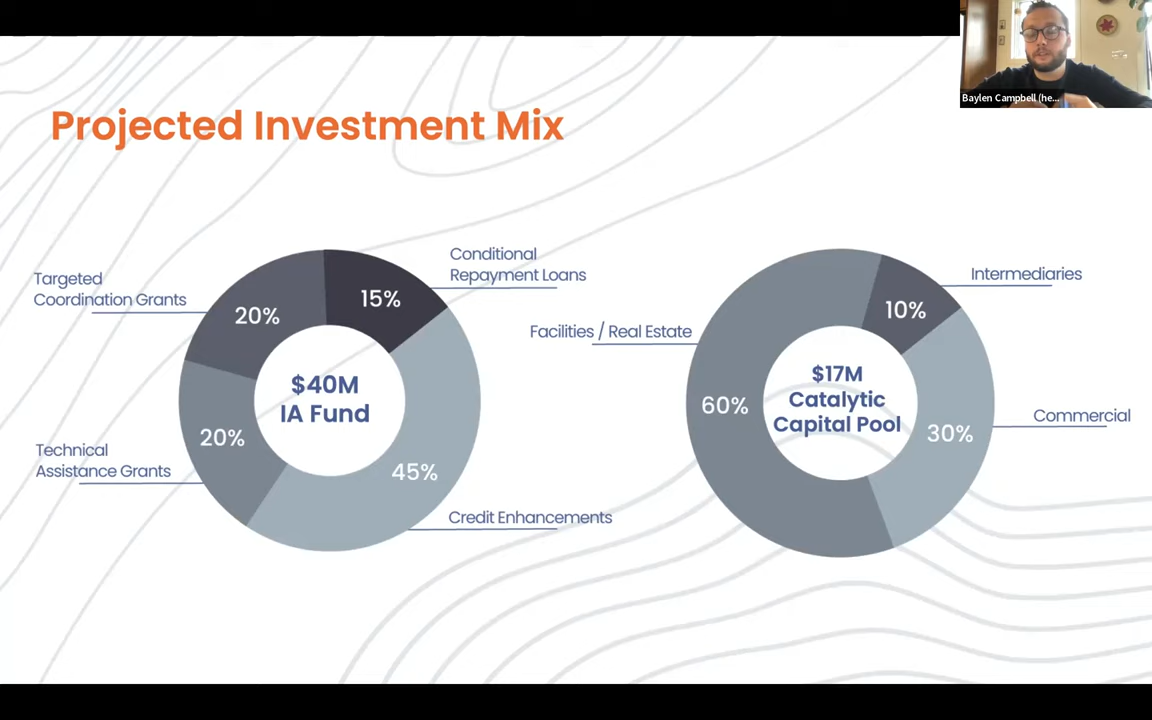 Baylen Campbell (he...
Projected Investment Mix
Targeted
Coordination Grants
Conditional
Repayment Loans
15%
20%
$40M
IA Fund
Technical
Assistance Grants
20%
45%
Credit Enhancements
Facilities / Real Estate
Intermediaries
10%
$17M
Catalytic
Capital Pool
60%
Commercial
30%